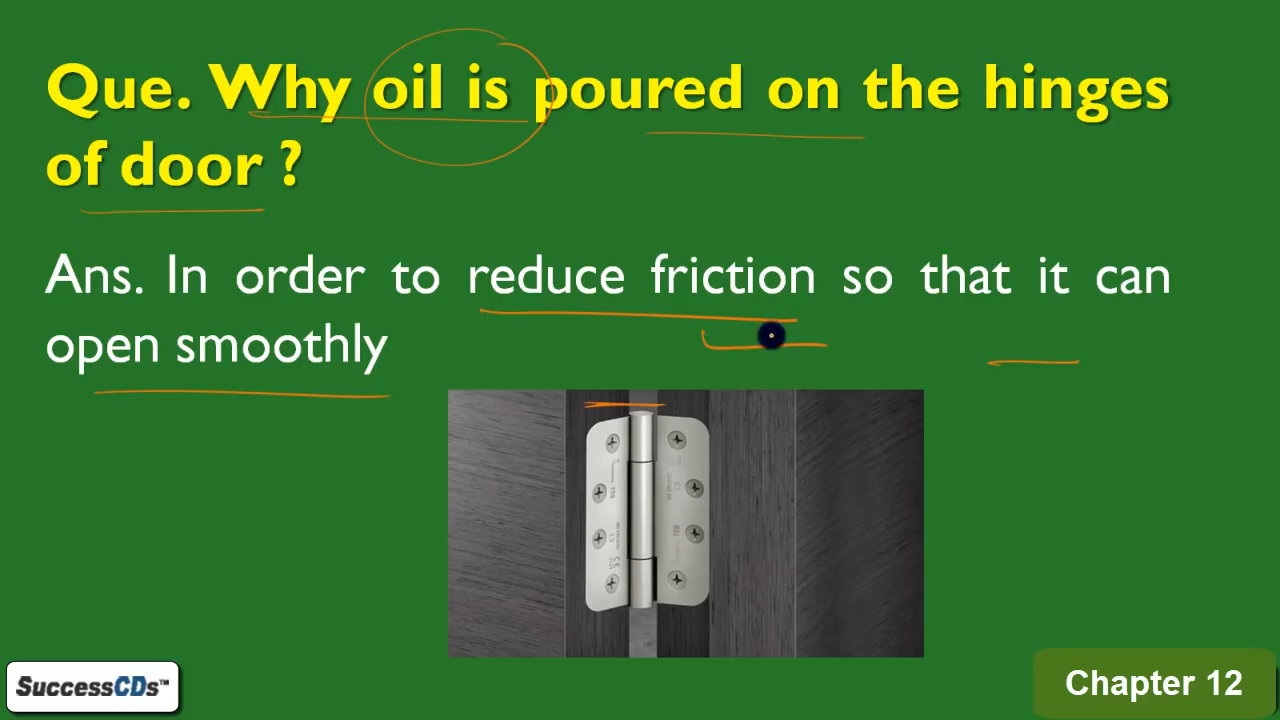 Que. Why oil is poured on the hinges
of door ?
Ans. In order to reduce friction so that it can
open smoothly
SuccessCDs™
Chapter 12